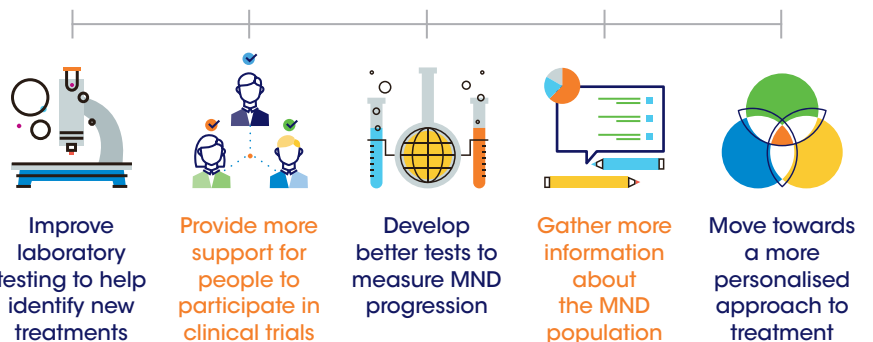 Improve
laboratory
testing to help
identify new
treatments
Provide more
support for
people to
participate in
clinical trials
Develop
better tests to
measure MND
progression
Gather more
information
about
the MND
population
Move towards
a more
personalised
approach to
treatment